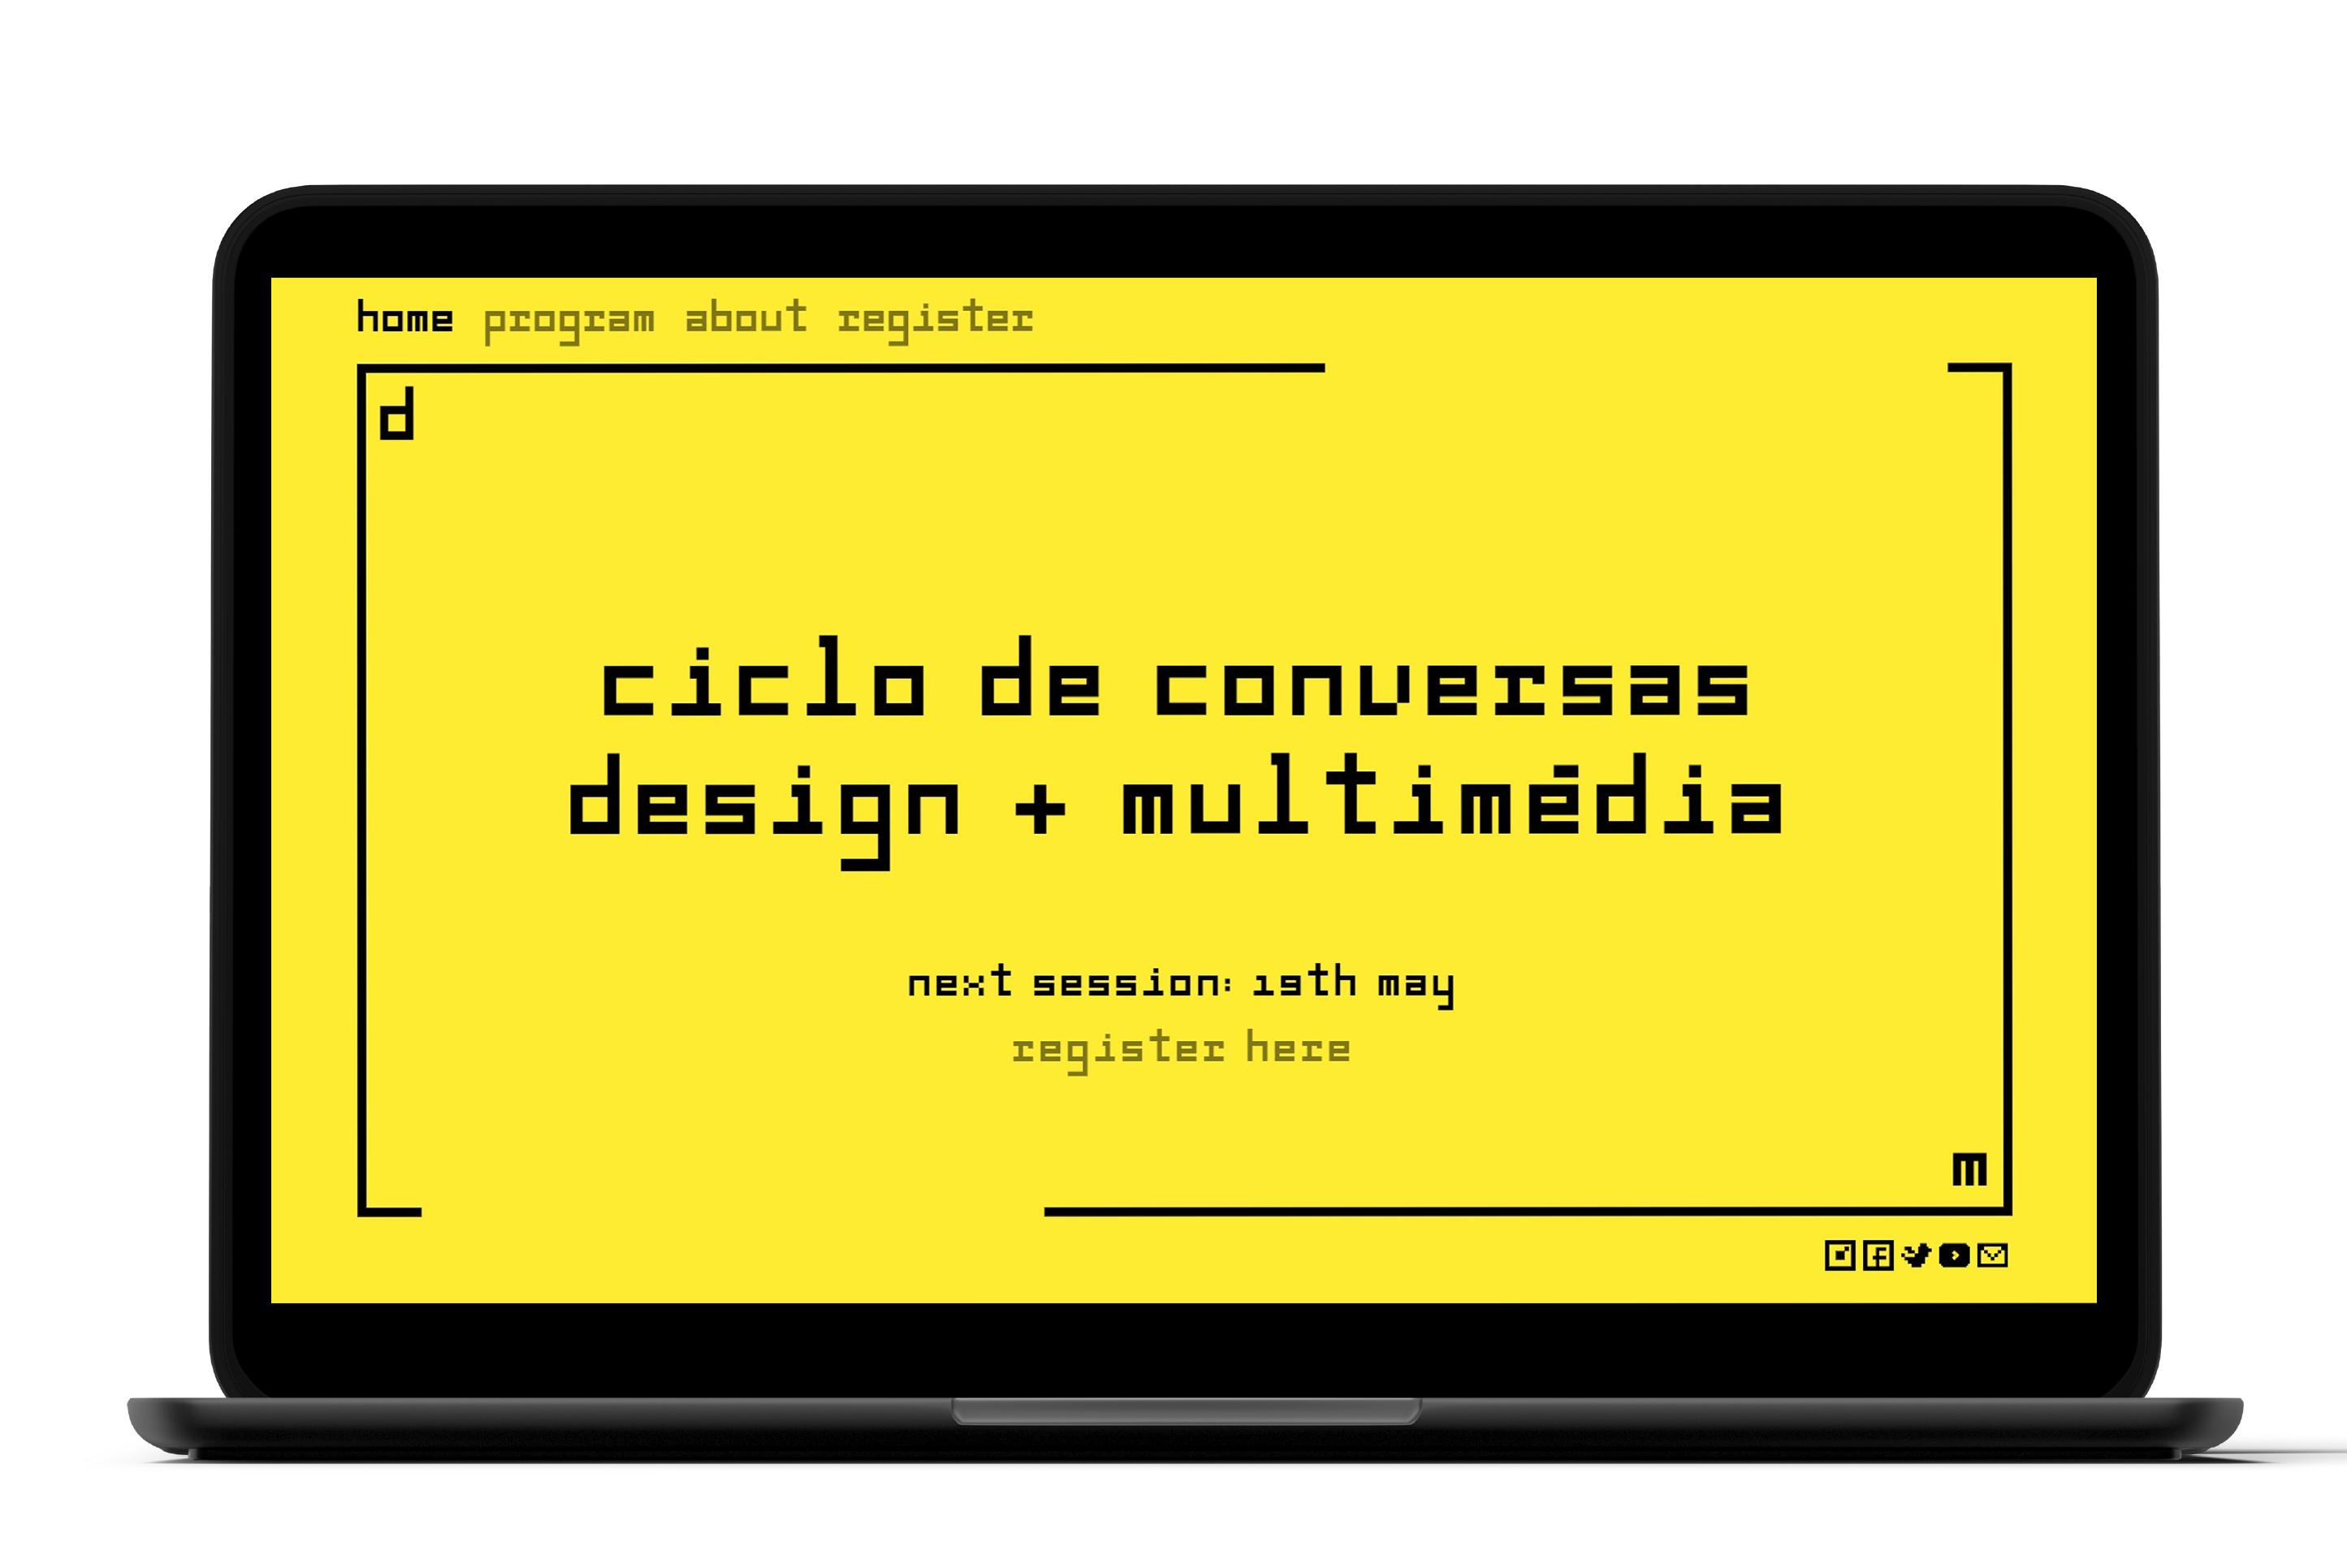 home program about register
d
ciclo de conversas
design + multimédia
next session: 19th may
register here
m